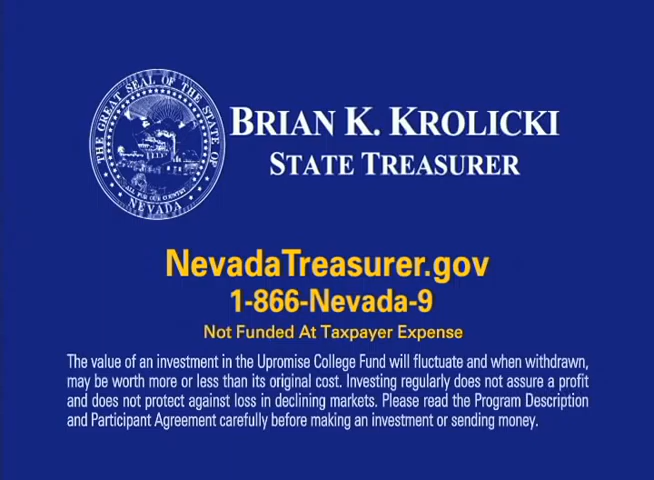 THE GREAT SEAL OF THE STATE OF
NEVADA
ALL FOR OUR COUNTRY
BRIAN K. KROLICKI
STATE TREASURER
NevadaTreasurer.gov
1-866-Nevada-9
Not Funded At Taxpayer Expense
The value of an investment in the Upromise College Fund will fluctuate and when withdrawn,
may be worth more or less than its original cost. Investing regularly does not assure a profit
and does not protect against loss in declining markets. Please read the Program Description
and Participant Agreement carefully before making an investment or sending money.